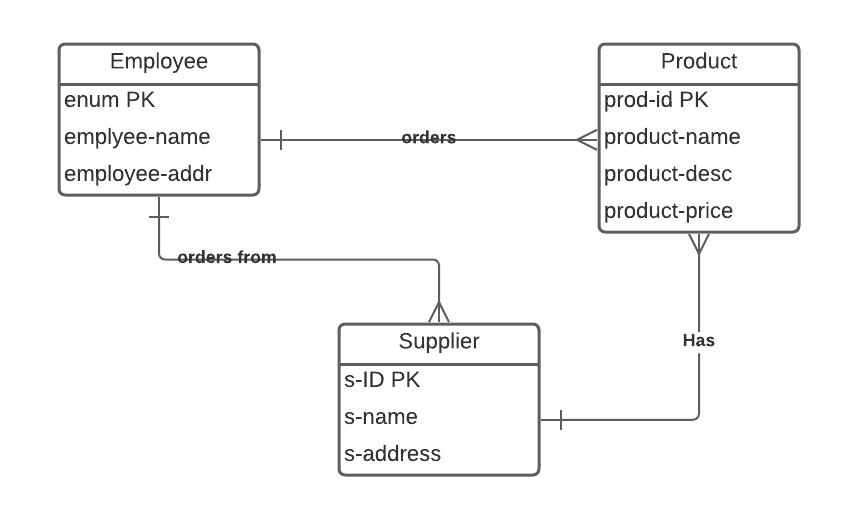 Employee
enum PK
emplyee-name
employee-addr
orders
Product
prod-id PK
product-name
product-desc
product-price
orders from
Has
Supplier
s-ID PK
s-name
s-address